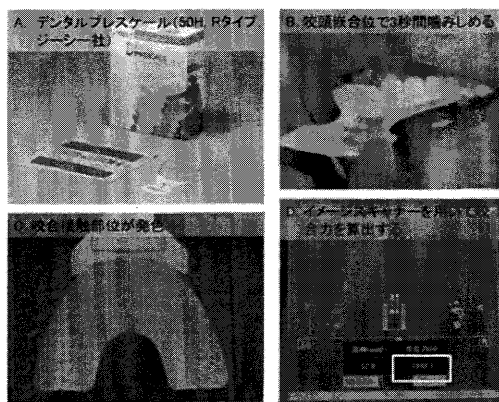 A. デンタルプレスケール(50H, Rタイプ
ジーシー社)
B. 咬頭嵌合位で3秒間噛みしめる
C. 咬合接触部位が発色
D. イメージスキャナーを用いて咬
合力を算出する